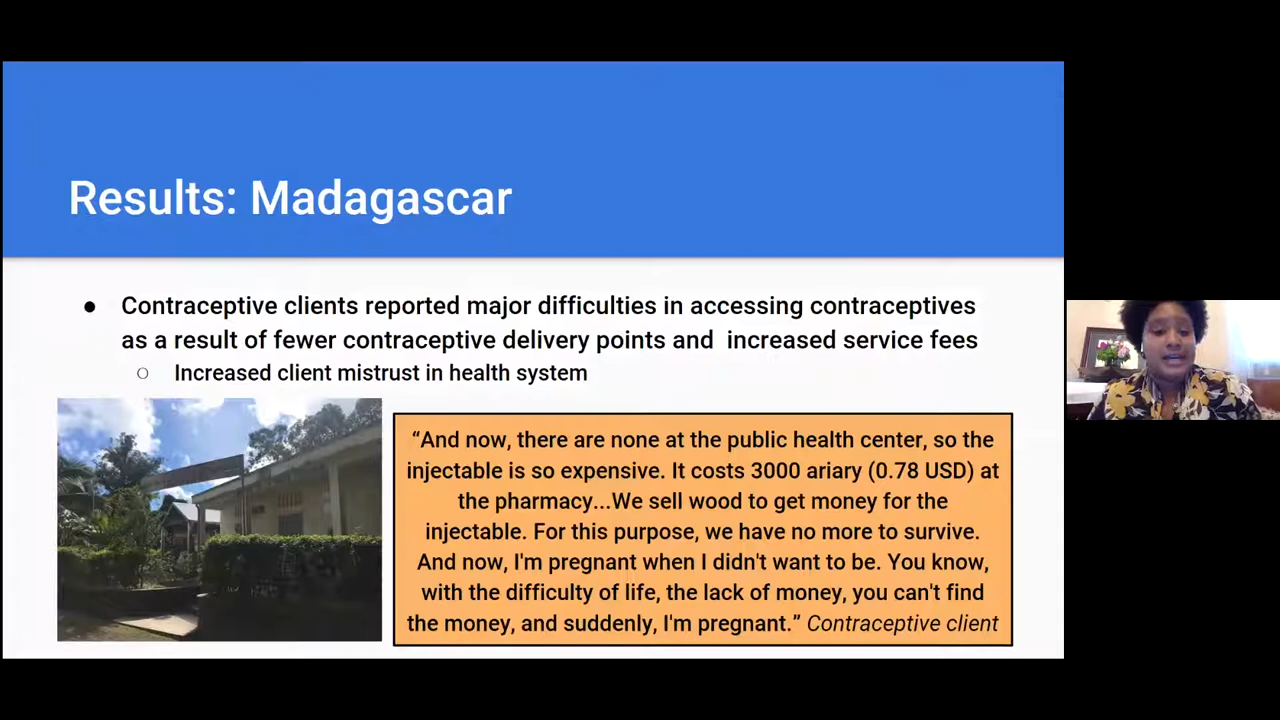 Results: Madagascar
● Contraceptive clients reported major difficulties in accessing contraceptives
as a result of fewer contraceptive delivery points and increased service fees
○ Increased client mistrust in health system
“And now, there are none at the public health center, so the
injectable is so expensive. It costs 3000 ariary (0.78 USD) at
the pharmacy...We sell wood to get money for the
injectable. For this purpose, we have no more to survive.
And now, I'm pregnant when I didn't want to be. You know,
with the difficulty of life, the lack of money, you can't find
the money, and suddenly, I'm pregnant.” Contraceptive client